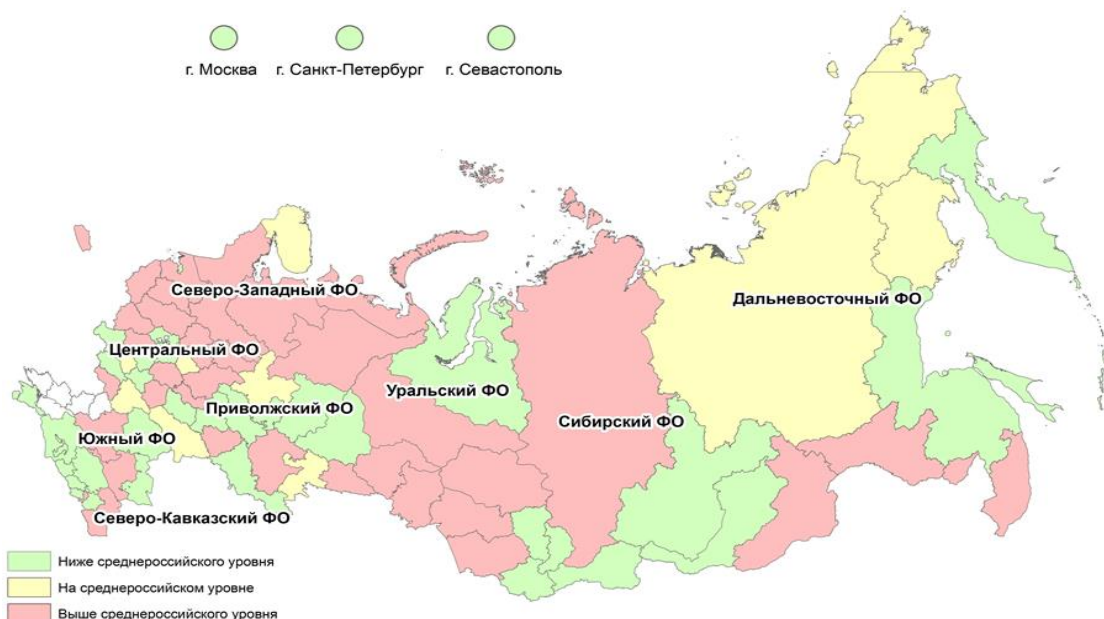 г. Москва г. Санкт-Петербург г. Севастополь
Северо-Западный ФО
Дальневосточный ФО
Центральный ФО
Уральский ФО
Приволжский ФО
Сибирский ФО
Южный ФО
Северо-Кавказский ФО
Ниже среднероссийского уровня
На среднероссийском уровне
Выше среднероссийского уровня